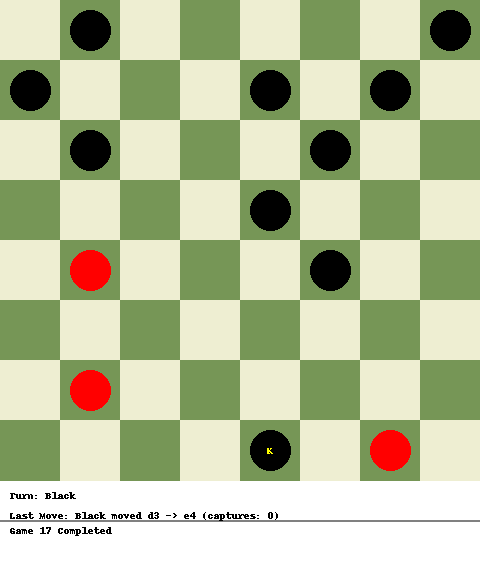 K
Turn: Black
Last Move: Black moved d3 -> e4 (captures: 0)
Game 17 Completed